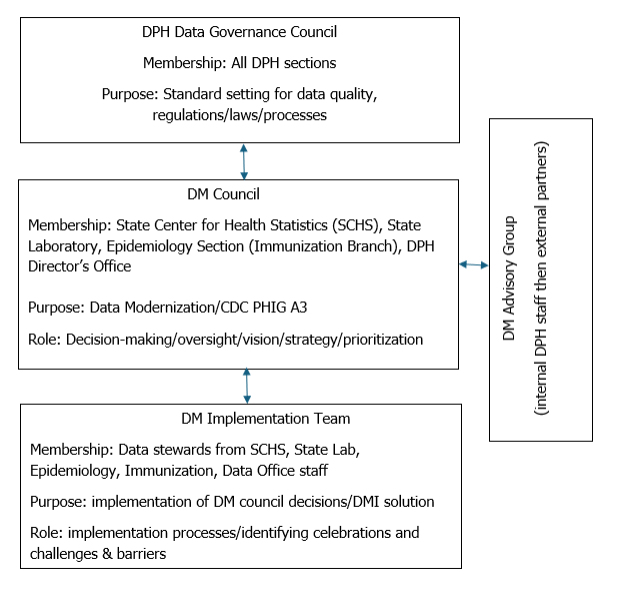 DPH Data Governance Council
Membership: All DPH sections
Purpose: Standard setting for data quality,
regulations/laws/processes
DM Council
Membership: State Center for Health Statistics (SCHS), State
Laboratory, Epidemiology Section (Immunization Branch), DPH
Director’s Office
Purpose: Data Modernization/CDC PHIG A3
Role: Decision-making/oversight/vision/strategy/prioritization
DM Advisory Group
(internal DPH staff then external partners)
DM Implementation Team
Membership: Data stewards from SCHS, State Lab,
Epidemiology, Immunization, Data Office staff
Purpose: implementation of DM council decisions/DMI solution
Role: implementation processes/identifying celebrations and
challenges & barriers